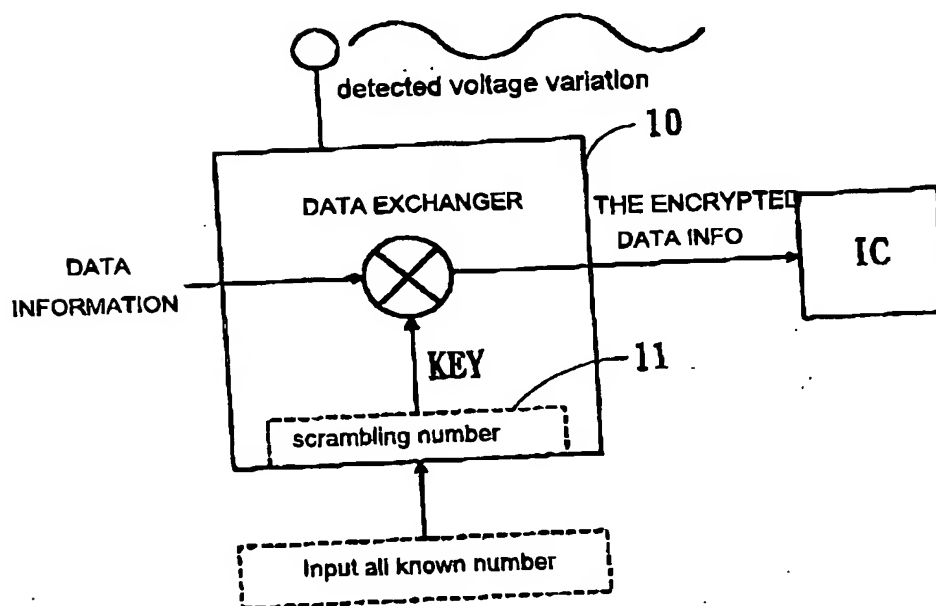 detected voltage variation
10
DATA EXCHANGER
THE ENCRYPTED
DATA INFO
IC
DATA
INFORMATION
KEY
11
scrambling number
Input all known number